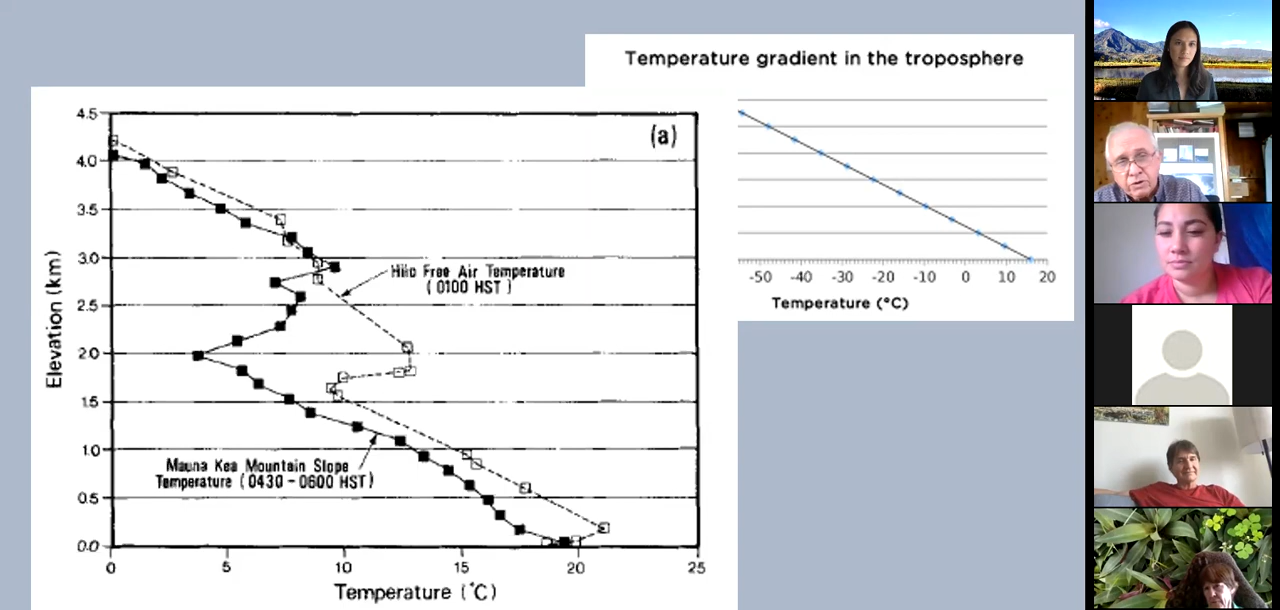 Temperature gradient in the troposphere
-50 -40 -30 -20 -10 0 10 20
Temperature (°C)
(a)
4.5
4.0
3.5
3.0
2.5
2.0
1.5
1.0
0.5
0.0
Elevation (km)
Hilo Free Air Temperature
(0100 HST)
Mauna Kea Mountain Slope
Temperature (0430-0600 HST)
0 5 10 15 20 25
Temperature (°C)